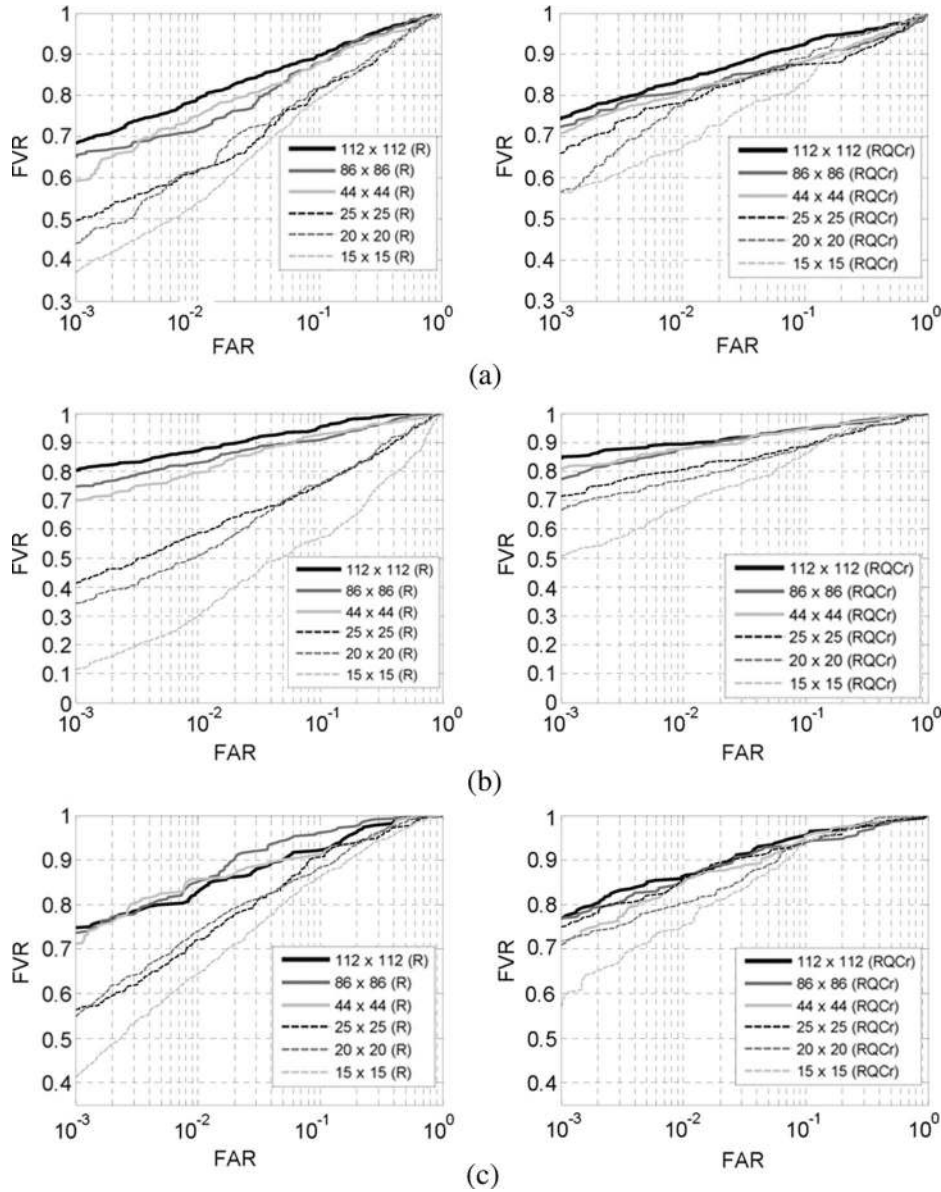 1
0.9
0.8
0.7
0.6
0.5
0.4
0.3
FVR
10-3
10-2
10-1
100
FAR
112 x 112 (R)
86 x 86 (R)
44 x 44 (R)
25 x 25 (R)
20 x 20 (R)
15 x 15 (R)
1
0.9
0.8
0.7
0.6
0.5
0.4
0.3
FVR
10-3
10-2
10-1
100
FAR
112 x 112 (RQCr)
86 x 86 (RQCr)
44 x 44 (RQCr)
25 x 25 (RQCr)
20 x 20 (RQCr)
15 x 15 (RQCr)
(a)
1
0.9
0.8
0.7
0.6
0.5
0.4
0.3
0.2
0.1
0
FVR
10-3
10-2
10-1
100
FAR
112 x 112 (R)
86 x 86 (R)
44 x 44 (R)
25 x 25 (R)
20 x 20 (R)
15 x 15 (R)
1
0.9
0.8
0.7
0.6
0.5
0.4
0.3
0.2
0.1
0
FVR
10-3
10-2
10-1
100
FAR
112 x 112 (RQCr)
86 x 86 (RQCr)
44 x 44 (RQCr)
25 x 25 (RQCr)
20 x 20 (RQCr)
15 x 15 (RQCr)
(b)
1
0.9
0.8
0.7
0.6
0.5
0.4
FVR
10-3
10-2
10-1
100
FAR
112 x 112 (R)
86 x 86 (R)
44 x 44 (R)
25 x 25 (R)
20 x 20 (R)
15 x 15 (R)
1
0.9
0.8
0.7
0.6
0.5
0.4
FVR
10-3
10-2
10-1
100
FAR
112 x 112 (RQCr)
86 x 86 (RQCr)
44 x 44 (RQCr)
25 x 25 (RQCr)
20 x 20 (RQCr)
15 x 15 (RQCr)
(c)